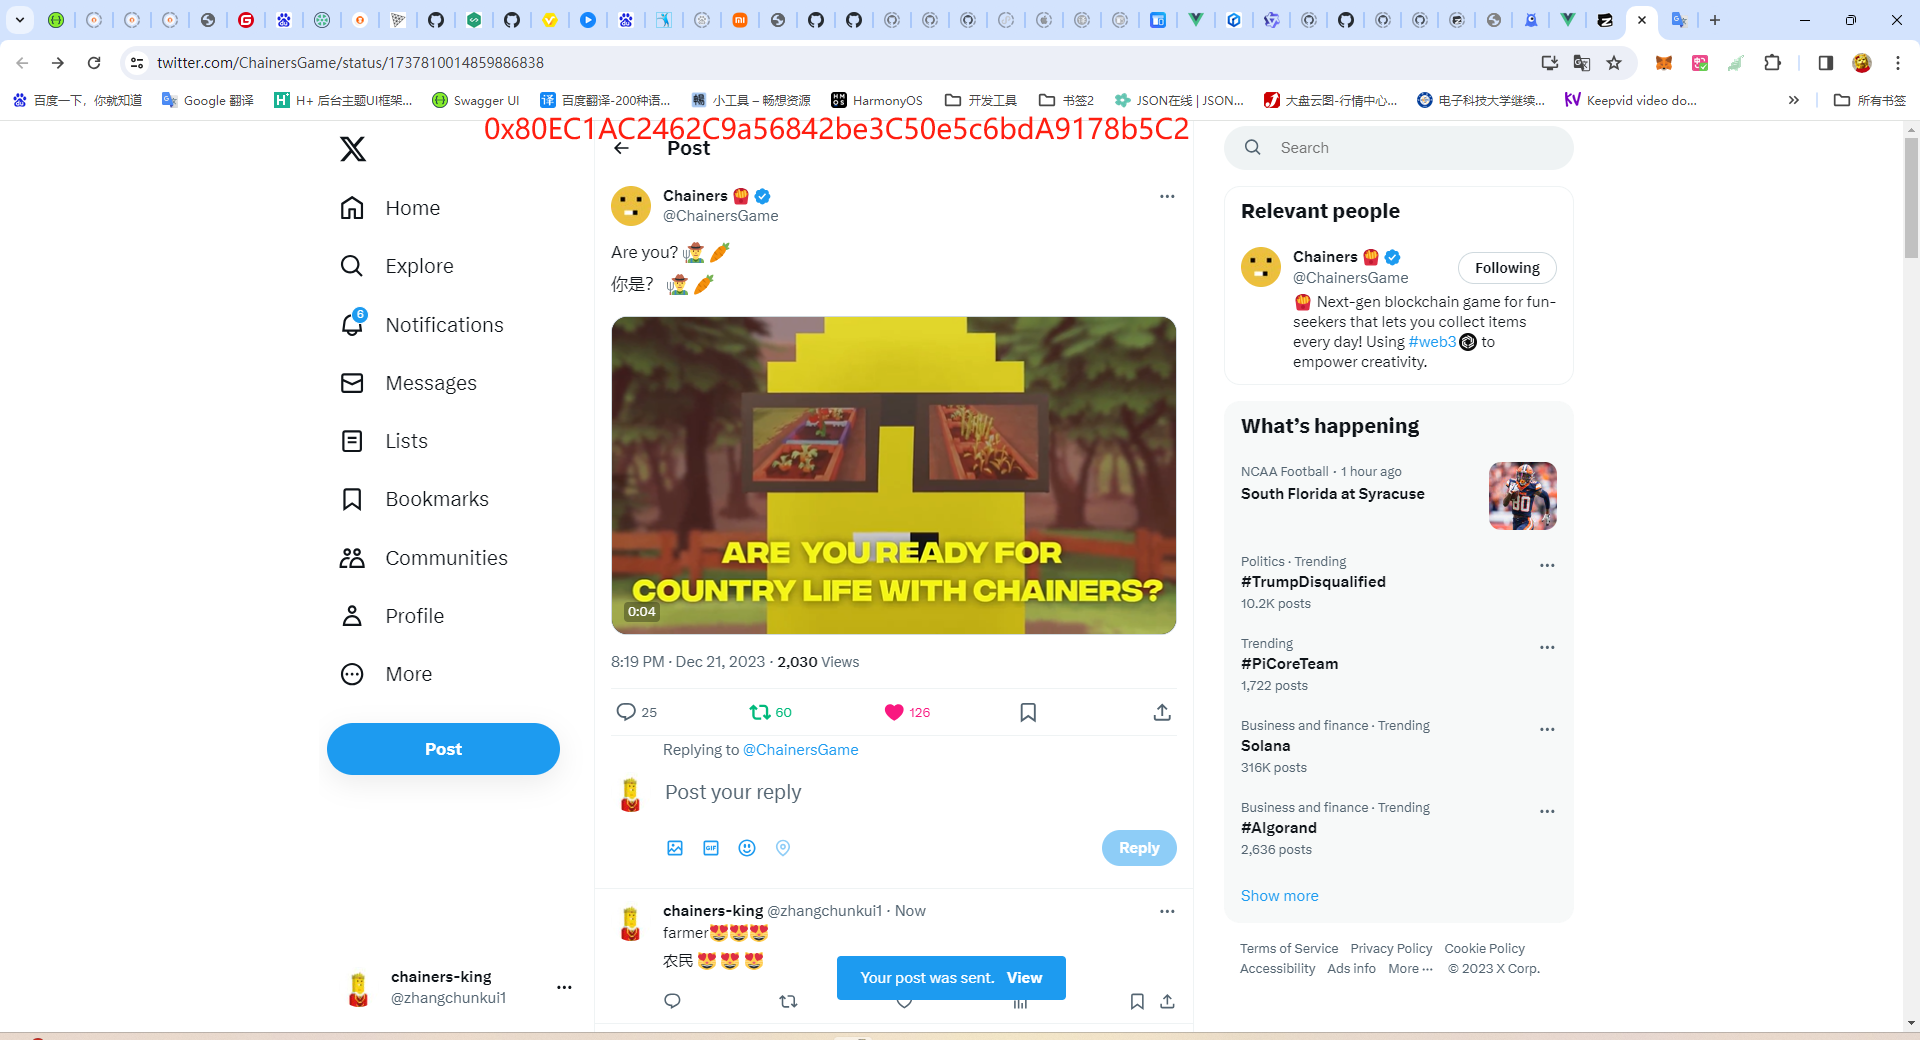 twitter.com/ChainersGame/status/1737810014859886838
百度一下，你就知道
Google 翻译
H+ 后台主题UI框架...
Swagger UI
百度翻译-200种语...
小工具 – 畅想资源
HarmonyOS
开发工具
书签2
JSON在线 | JSON...
大盘云图-行情中心...
电子科技大学继续...
Keepvid video do...
所有书签
0x80EC1AC2462C9a56842be3C50e5c6bdA9178b5C2
Home
Explore
6
Notifications
Messages
Lists
Bookmarks
Communities
Profile
More
Post
chainers-king
@zhangchunkui1
Post
Chainers
@ChainersGame
Are you?
你是？
ARE YOU READY FOR
COUNTRY LIFE WITH CHAINERS?
0:04
8:19 PM · Dec 21, 2023 · 2,030 Views
25
60
126
Replying to @ChainersGame
Post your reply
GIF
Reply
chainers-king @zhangchunkui1 · Now
farmer😍😍😍
农民 😍 😍 😍
Your post was sent. View
Search
Relevant people
Chainers
@ChainersGame
Following
Next-gen blockchain game for fun-
seekers that lets you collect items
every day! Using #web3 to
empower creativity.
What's happening
NCAA Football · 1 hour ago
South Florida at Syracuse
Politics · Trending
#TrumpDisqualified
10.2K posts
Trending
#PiCoreTeam
1,722 posts
Business and finance · Trending
Solana
316K posts
Business and finance · Trending
#Algorand
2,636 posts
Show more
Terms of Service Privacy Policy Cookie Policy
Accessibility Ads info More ··· © 2023 X Corp.